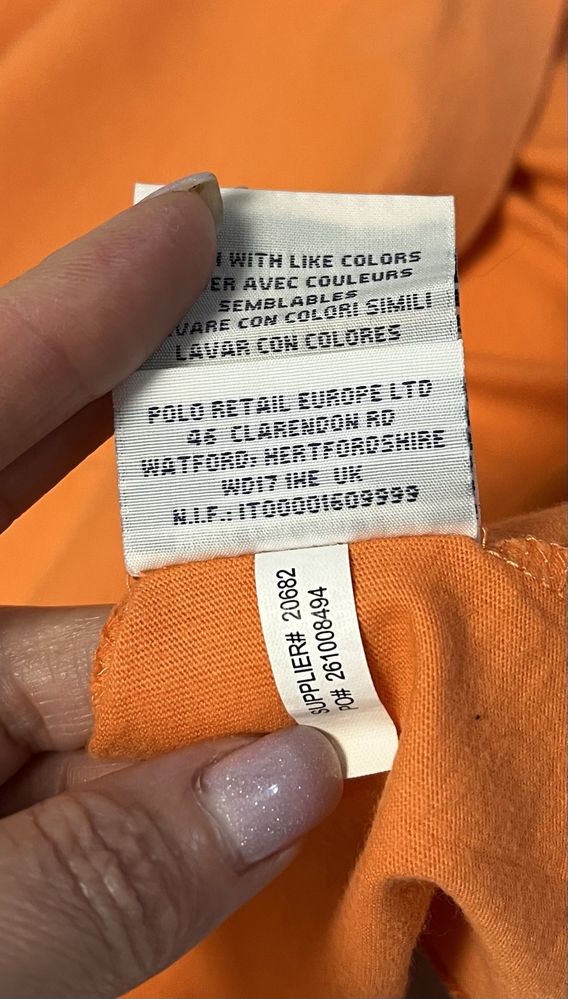 WITH LIKE COLORS
AVEC COULEURS
SEMBLABLES
CON COLORI SIMILI
LAVAR CON COLORES
POLO RETAIL EUROPE LTD
46 CLARENDON RD
WATFORD, HERTFORDSHIRE
WD17 1HE UK
N.I.F.: IT00001609999
SUPPLIER# 20682
PO# 261008494